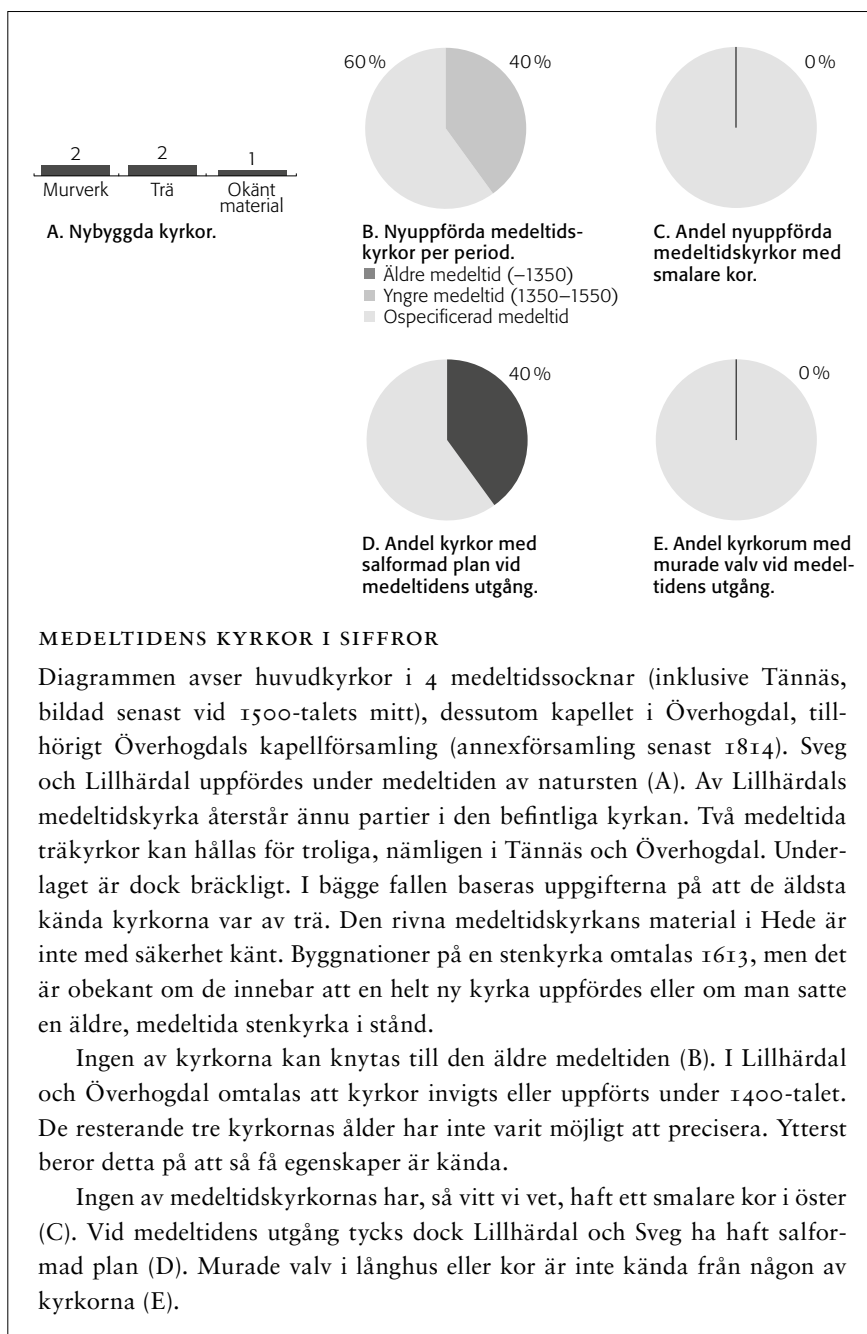 2
2
1
Murverk
Trä
Okänt
material
A. Nybyggda kyrkor.
60 %
40 %
B. Nyuppförda medeltids-
kyrkor per period.
Äldre medeltid (–1350)
Yngre medeltid (1350–1550)
Ospecificerad medeltid
0 %
C. Andel nyuppförda
medeltidskyrkor med
smalare kor.
40 %
D. Andel kyrkor med
salformad plan vid
medeltidens utgång.
0 %
E. Andel kyrkorum med
murade valv vid medel-
tidens utgång.
MEDELTIDENS KYRKOR I SIFFROR
Diagrammen avser huvudkyrkor i 4 medeltidssocknar (inklusive Tännäs,
bildad senast vid 1500-talets mitt), dessutom kapellet i Överhogdal, till-
hörigt Överhogdals kapellförsamling (annexförsamling senast 1814). Sveg
och Lillhärdal uppfördes under medeltiden av natursten (A). Av Lillhärdals
medeltidskyrka återstår ännu partier i den befintliga kyrkan. Två medeltida
träkyrkor kan hållas för troliga, nämligen i Tännäs och Överhogdal. Under-
laget är dock bräckligt. I bägge fallen baseras uppgifterna på att de äldsta
kända kyrkorna var av trä. Den rivna medeltidskyrkans material i Hede är
inte med säkerhet känt. Byggnationer på en stenkyrka omtalas 1613, men det
är obekant om de innebar att en helt ny kyrka uppfördes eller om man satte
en äldre, medeltida stenkyrka i stånd.
Ingen av kyrkorna kan knytas till den äldre medeltiden (B). I Lillhärdal
och Överhogdal omtalas att kyrkor invigts eller uppförts under 1400-talet.
De resterande tre kyrkornas ålder har inte varit möjligt att precisera. Ytterst
beror detta på att så få egenskaper är kända.
Ingen av medeltidskyrkornas har, så vitt vi vet, haft ett smalare kor i öster
(C). Vid medeltidens utgång tycks dock Lillhärdal och Sveg ha haft salfor-
mad plan (D). Murade valv i långhus eller kor är inte kända från någon av
kyrkorna (E).